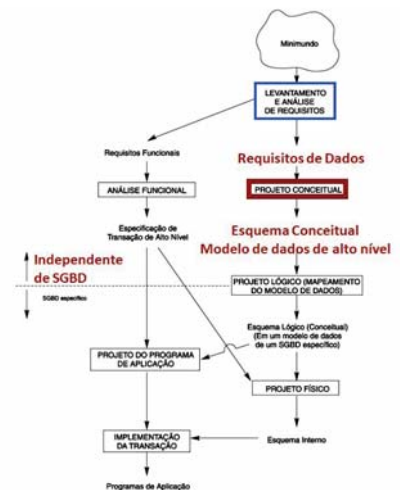 Minimundo
LEVANTAMENTO
E ANÁLISE
DE REQUISITOS
Requisitos Funcionais
Requisitos de Dados
ANÁLISE FUNCIONAL
PROJETO CONCEITUAL
Especificação de
Transação de Alto Nível
Esquema Conceitual
Modelo de dados de alto nível
Independente
de SGBD
SGBD específico
PROJETO LÓGICO (MAPEAMENTO
DO MODELO DE DADOS)
Esquema Lógico (Conceitual)
(Em um modelo de dados
de um SGBD específico)
PROJETO DO PROGRAMA
DE APLICAÇÃO
PROJETO FÍSICO
IMPLEMENTAÇÃO
DA TRANSAÇÃO
Esquema Interno
Programas de Aplicação